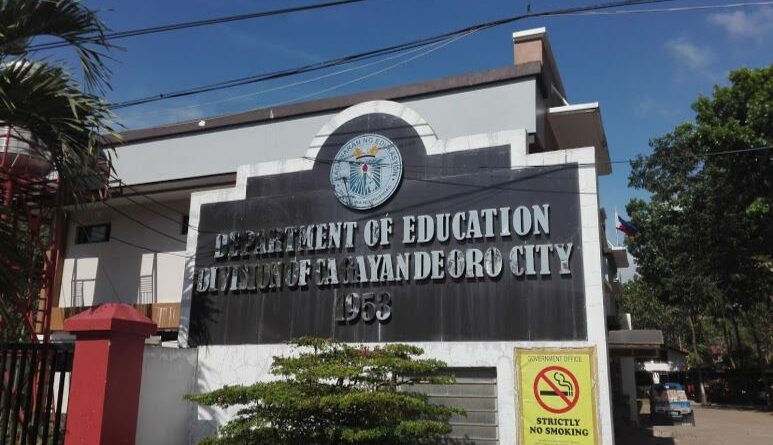 DEPARTMENT OF EDUCATION
DIVISION OF CAGAYAN DE ORO CITY
1953
GOVERNMENT OFFICE
STRICTLY
NO SMOKING